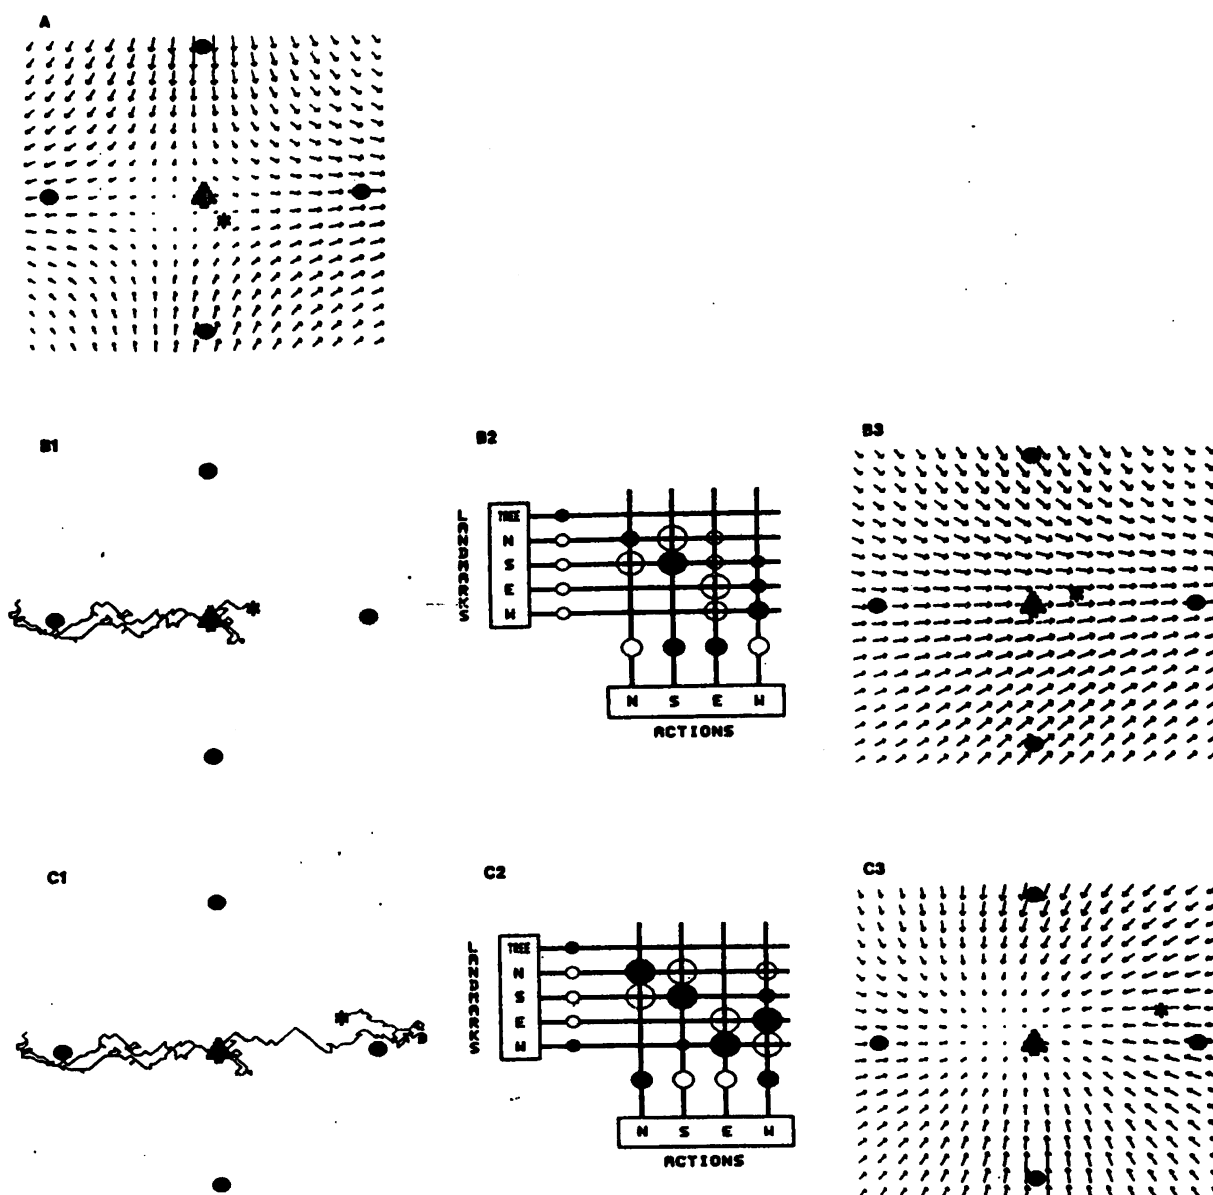 A
B1
B2
B3
LANDMARKS
TREE
N
S
E
W
N S E W
ACTIONS
C1
C2
C3
LANDMARKS
TREE
N
S
E
W
N S E W
ACTIONS